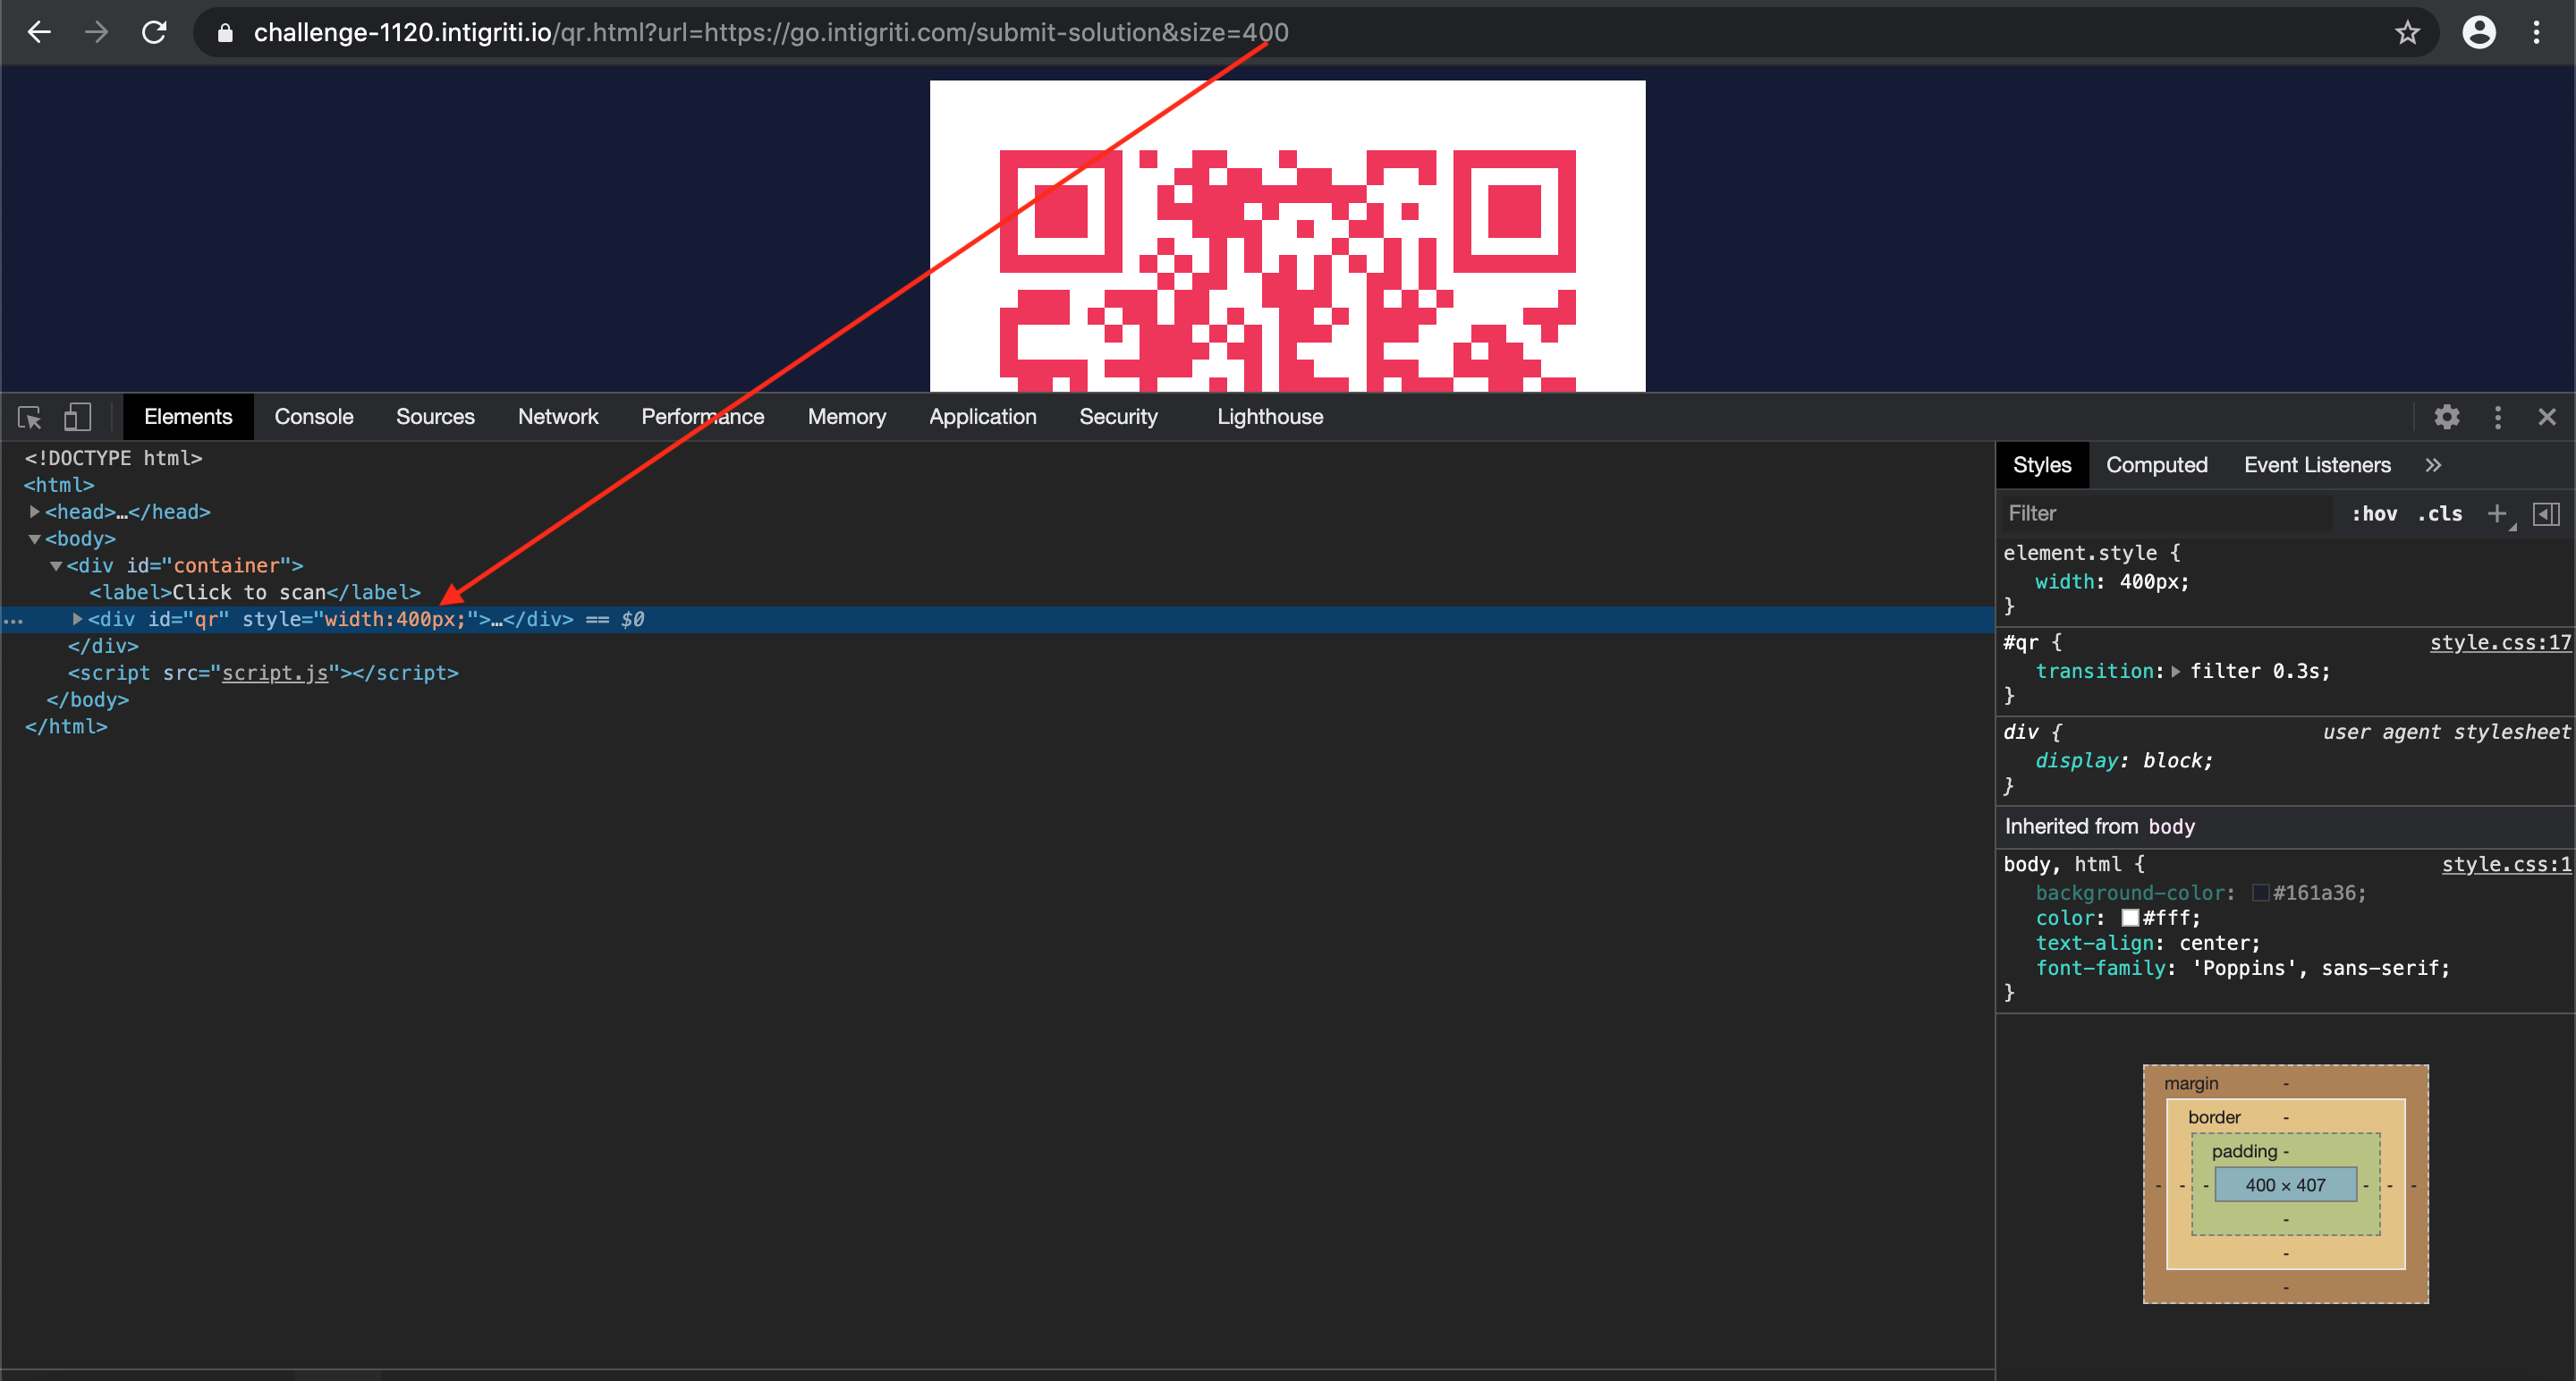 challenge-1120.intigriti.io/qr.html?url=https://go.intigriti.com/submit-solution&size=400
Elements Console Sources Network Performance Memory Application Security Lighthouse
<!DOCTYPE html>
<html>
<head>…</head>
<body>
<div id="container">
<label>Click to scan</label>
<div id="qr" style="width:400px;">…</div> == $0
</div>
<script src="script.js"></script>
</body>
</html>
Styles Computed Event Listeners »
Filter :hov .cls +
element.style {
width: 400px;
}
#qr { style.css:17
transition: filter 0.3s;
}
div { user agent stylesheet
display: block;
}
Inherited from body
body, html { style.css:1
background-color: #161a36;
color: #fff;
text-align: center;
font-family: 'Poppins', sans-serif;
}
margin -
border -
padding -
- - - 400 × 407 - - -
-
-
-